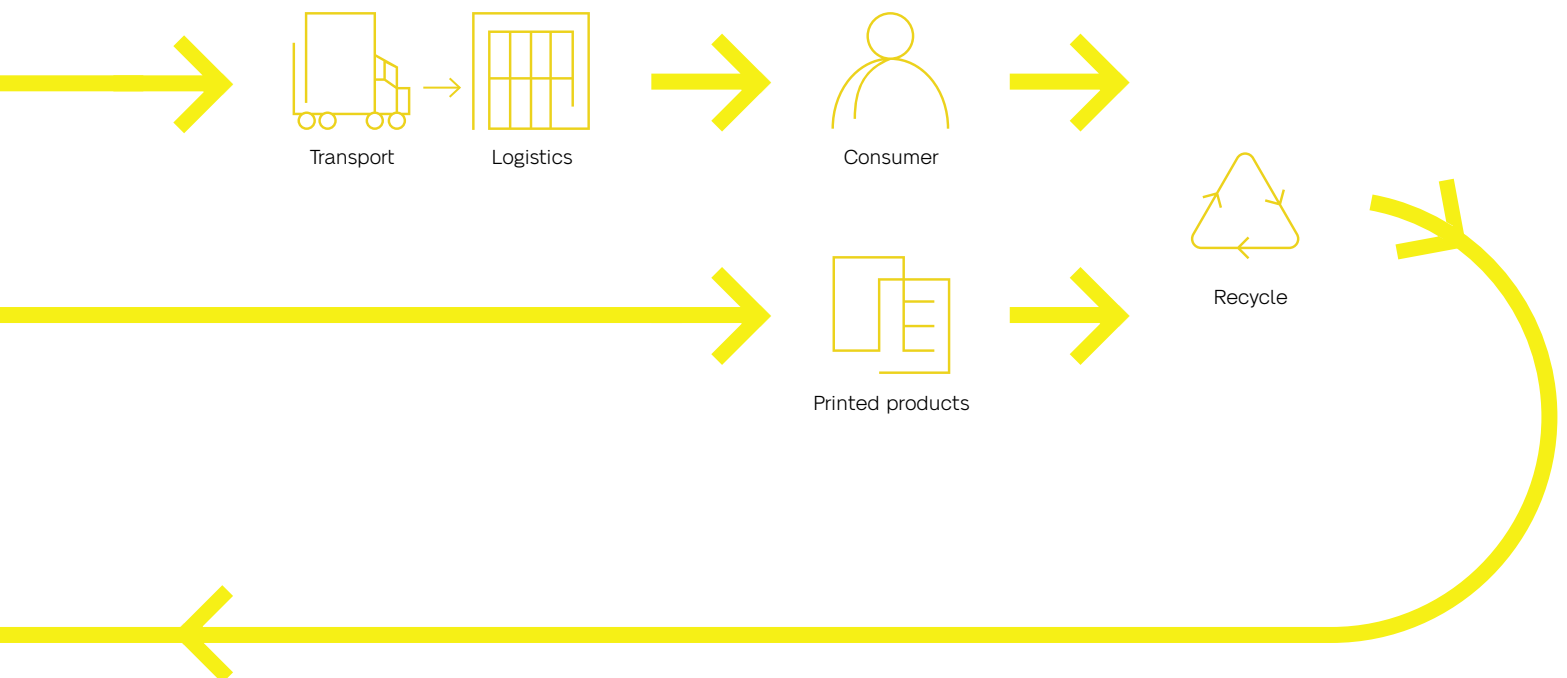 Transport
Logistics
Consumer
Recycle
Printed products